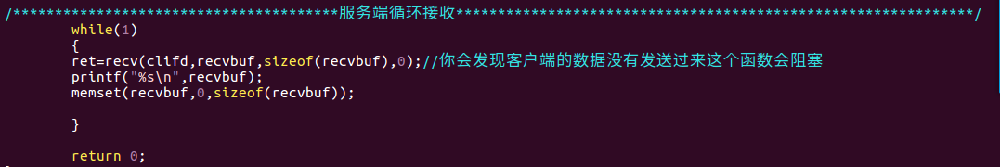 /***************************************服务端循环接收**************************************************************/
while(1)
{
ret=recv(clifd,recvbuf,sizeof(recvbuf),0);//你会发现客户端的数据没有发送过来这个函数会阻塞
printf("%s\n",recvbuf);
memset(recvbuf,0,sizeof(recvbuf));
}
return 0;